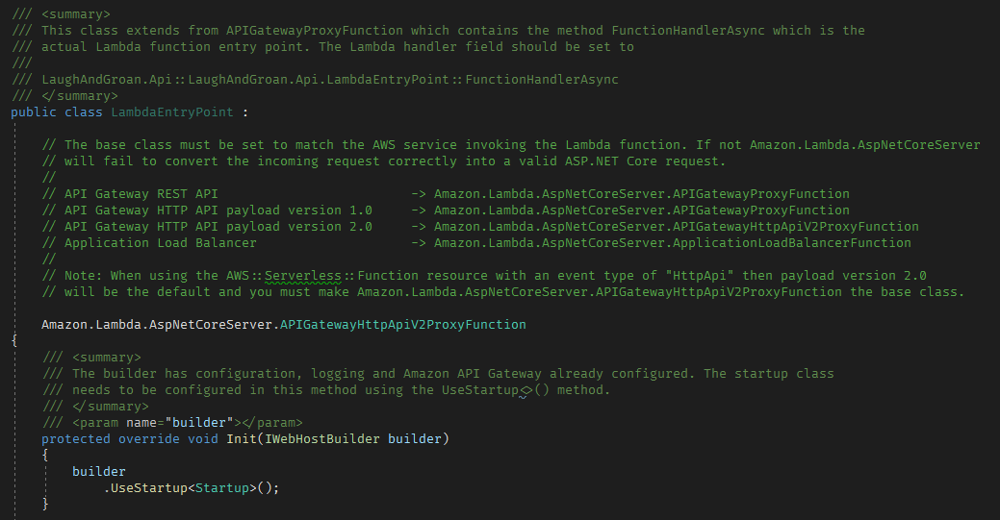 /// <summary>
/// This class extends from APIGatewayProxyFunction which contains the method FunctionHandlerAsync which is the
/// actual Lambda function entry point. The Lambda handler field should be set to
///
/// LaughAndGroan.Api::LaughAndGroan.Api.LambdaEntryPoint::FunctionHandlerAsync
/// </summary>
public class LambdaEntryPoint :
// The base class must be set to match the AWS service invoking the Lambda function. If not Amazon.Lambda.AspNetCoreServer
// will fail to convert the incoming request correctly into a valid ASP.NET Core request.
//
// API Gateway REST API                         -> Amazon.Lambda.AspNetCoreServer.APIGatewayProxyFunction
// API Gateway HTTP API payload version 1.0     -> Amazon.Lambda.AspNetCoreServer.APIGatewayProxyFunction
// API Gateway HTTP API payload version 2.0     -> Amazon.Lambda.AspNetCoreServer.APIGatewayHttpApiV2ProxyFunction
// Application Load Balancer                    -> Amazon.Lambda.AspNetCoreServer.ApplicationLoadBalancerFunction
//
// Note: When using the AWS::Serverless::Function resource with an event type of "HttpApi" then payload version 2.0
// will be the default and you must make Amazon.Lambda.AspNetCoreServer.APIGatewayHttpApiV2ProxyFunction the base class.
Amazon.Lambda.AspNetCoreServer.APIGatewayHttpApiV2ProxyFunction
{
/// <summary>
/// The builder has configuration, logging and Amazon API Gateway already configured. The startup class
/// needs to be configured in this method using the UseStartup<>() method.
/// </summary>
/// <param name="builder"></param>
protected override void Init(IWebHostBuilder builder)
{
builder
.UseStartup<Startup>();
}